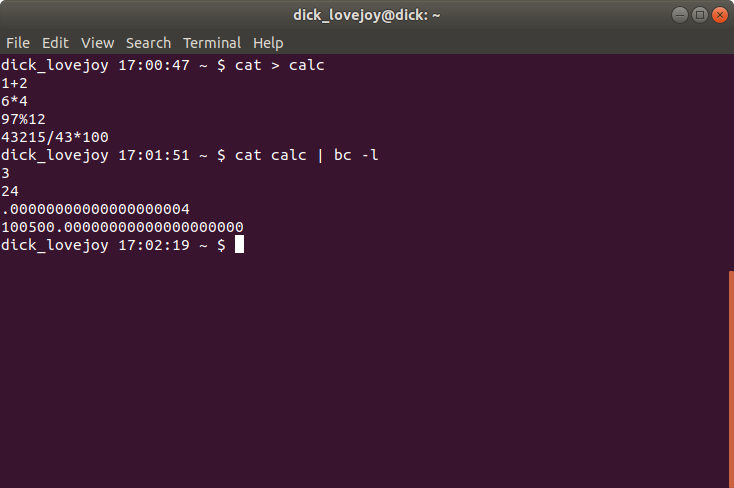 dick_lovejoy@dick: ~
File Edit View Search Terminal Help
dick_lovejoy 17:00:47 ~ $ cat > calc
1+2
6*4
97%12
43215/43*100
dick_lovejoy 17:01:51 ~ $ cat calc | bc -l
3
24
.00000000000000000004
100500.00000000000000000000
dick_lovejoy 17:02:19 ~ $